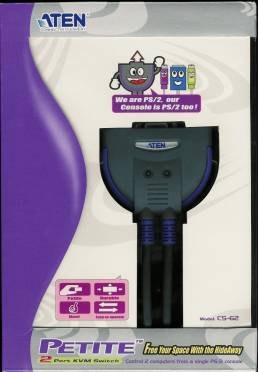 ATEN
We are PS/2, our
Console is PS/2 too!
ATEN
Petite
Durable
Model: CS-62
PETITE™ Free Your Space With the HideAway
2 Port KVM Switch Control 2 computers from a single PS/2 console